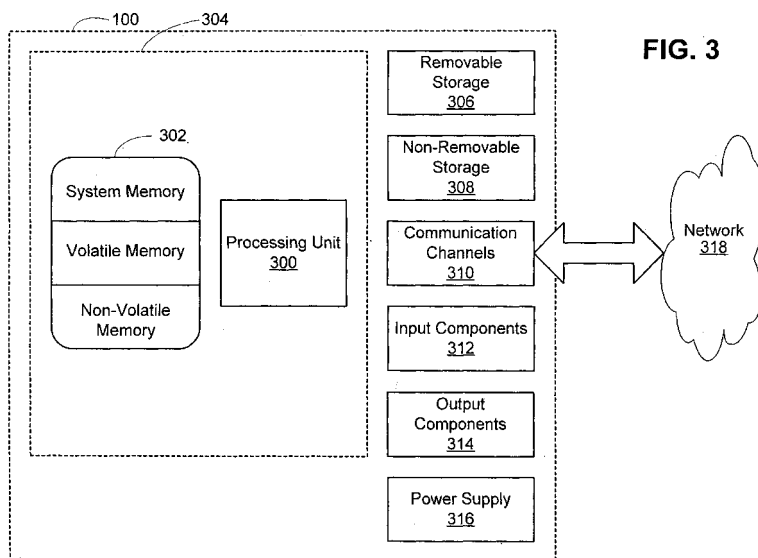 100
304
FIG. 3
302
System Memory
Volatile Memory
Non-Volatile
Memory
Processing Unit
300
Removable
Storage
306
Non-Removable
Storage
308
Communication
Channels
310
Input Components
312
Output
Components
314
Power Supply
316
Network
318